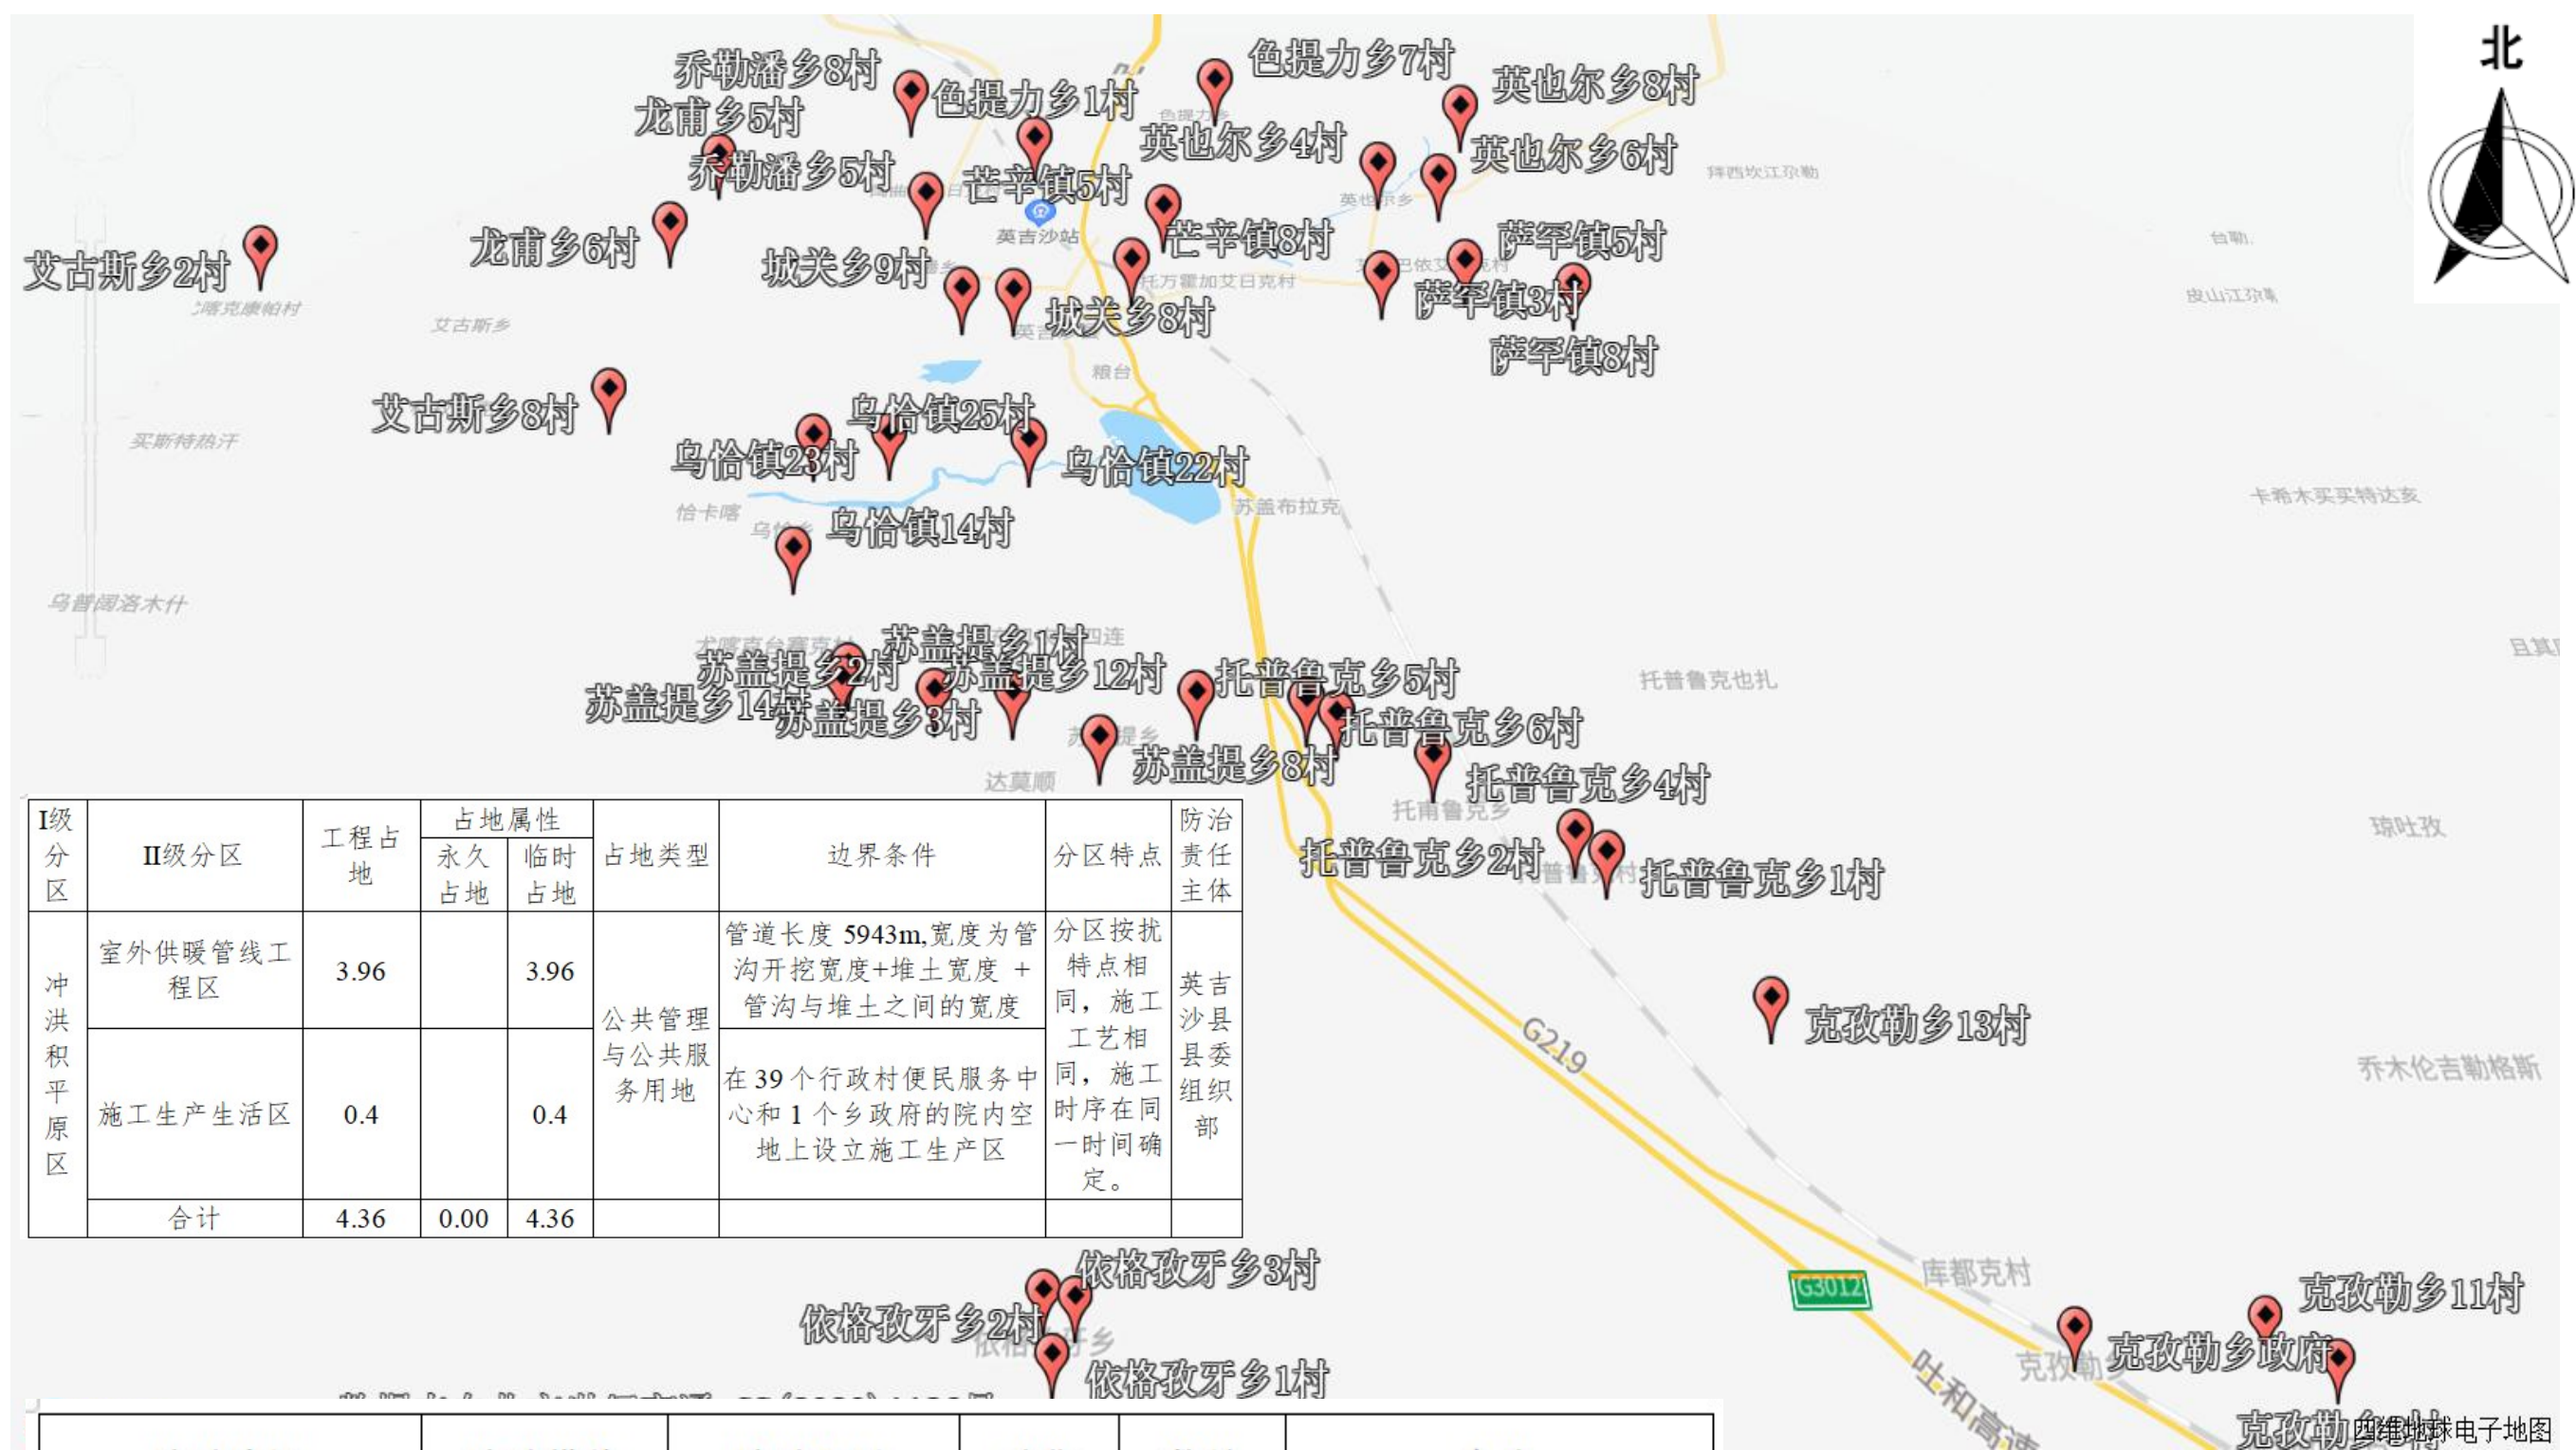 北
乔勒潘乡8村
色提力乡7村
英也尔乡8村
龙甫乡5村
色提力乡1村
英也尔乡4村
英也尔乡6村
乔勒潘乡5村
芒辛镇5村
拜西坎江尕勒
英也尔乡
英吉沙站
艾古斯乡2村
龙甫乡6村
城关乡9村
芒辛镇8村
萨罕镇5村
托万霍加艾日克村
萨罕镇3村
城关乡8村
艾古斯乡
萨罕镇8村
粮台
艾古斯乡8村
买斯特热汗
乌恰镇25村
乌恰镇23村
乌恰镇22村
卡希木买买特达亥
苏盖布拉克
恰卡喀
乌恰镇14村
乌普阔洛木什
苏盖提乡1村
苏盖提乡2村
苏盖提乡12村
托普鲁克乡5村
托普鲁克也扎
苏盖提乡14村
苏盖提乡3村
托普鲁克乡6村
苏盖提乡8村
达莫顺
托普鲁克乡4村
托甫鲁克乡
琼吐孜
托普鲁克乡2村
托普鲁克乡1村
克孜勒乡13村
G219
乔木伦吉勒格斯
I级分区 II级分区 工程占地 占地属性 占地类型 边界条件 分区特点 防治责任主体
永久占地 临时占地
冲洪积平原区
室外供暖管线工程区 3.96 3.96
公共管理与公共服务用地
管道长度 5943m,宽度为管沟开挖宽度+堆土宽度 +管沟与堆土之间的宽度
分区按扰特点相同，施工工艺相同，施工时序在同一时间确定。
英吉沙县县委组织部
施工生产生活区 0.4 0.4
在 39 个行政村便民服务中心和 1 个乡政府的院内空地上设立施工生产区
合计 4.36 0.00 4.36
依格孜牙乡3村
依格孜牙乡2村
依格孜牙乡1村
G3012
库都克村
克孜勒乡11村
克孜勒乡政府
吐和高速
四维地球电子地图